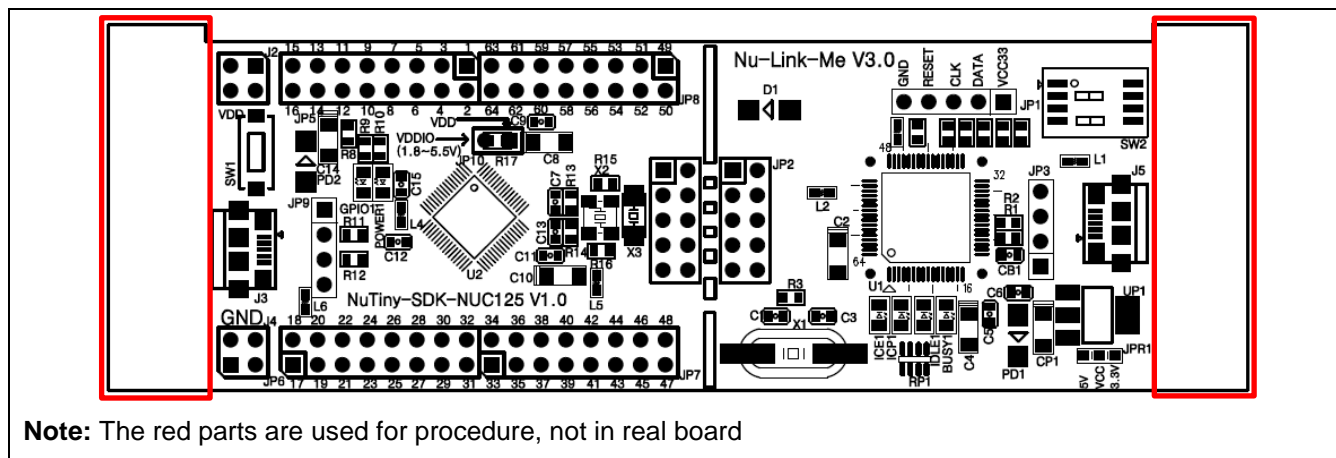 J2 15 13 11 9 7 5 3 1 63 61 59 57 55 53 51 49
Nu-Link-Me V3.0
GND RESET CLK DATA VCC33
D1
JP1
16 14 12 10 8 6 4 2 64 62 60 58 56 54 52 50
JP8
VDD
JP5
R9
R10
VDD
C9
VDDIO
(1.8~5.5V)
SW1
R8
C14
JP10
R17
C8
48
SW2
PD2
C15
R15
X2
JP2
L1
C7
R13
32
JP3
J5
JP9
GPIO1
POWER1
L4
L2
R2
R1
R11
C13
C2
R14
X3
C12
C11
R16
64
CB1
R12
C10
U2
J3
L6
NuTiny-SDK-NUC125 V1.0
L5
R3
U1
16
C6
UP1
GND
J4
18 20 22 24 26 28 30 32 34 36 38 40 42 44 46 48
C1
X1
C3
C5
JPR1
ICE1
ICP1
IDLE1
BUSY1
C4
PD1
CP1
JP6
17 19 21 23 25 27 29 31 33 35 37 39 41 43 45 47
JP7
RP1
5V
VCC
3.3V
Note: The red parts are used for procedure, not in real board